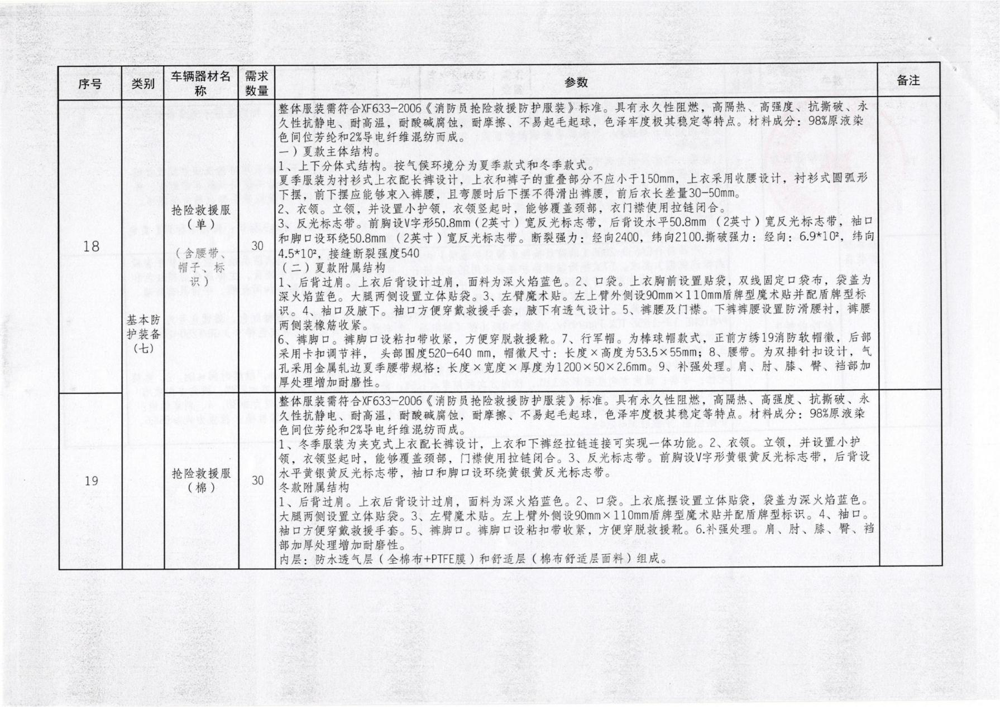 序号
类别
车辆器材名
称
需求
数量
参数
备注
18
基本防
护装备
（七）
抢险救援服
（单）
（含腰带、
帽子、标
识）
30
整体服装需符合XF633-2006《消防员抢险救援防护服装》标准。具有永久性阻燃，高隔热、高强度、抗撕破、永
久性抗静电、耐高温，耐酸碱腐蚀，耐摩擦、不易起毛起球，色泽牢度极其稳定等特点。材料成分：98%原液染
色间位芳纶和2%导电纤维混纺而成。
一）夏款主体结构。
1、上下分体式结构。按气候环境分为夏季款式和冬季款式。
夏季服装为衬衫式上衣配长裤设计，上衣和裤子的重叠部分不应小于150mm，上衣采用收腰设计，衬衫式圆弧形
下摆，前下摆应能够束入裤腰，且弯腰时后下摆不得滑出裤腰，前后衣长差量30-50mm。
2、衣领。立领，并设置小护领，衣领竖起时，能够覆盖颈部，衣门襟使用拉链闭合。
3、反光标志带。前胸设V字形50.8mm（2英寸）宽反光标志带，后背设水平50.8mm （2英寸）宽反光标志带，袖口
和脚口设环绕50.8mm （2英寸）宽反光标志带。断裂强力：经向2400，纬向2100.撕破强力：经向：6.9*10²，纬向
4.5*10²，接缝断裂强度540
（二）夏款附属结构
1、后背过肩。上衣后背设计过肩，面料为深火焰蓝色。2、口袋。上衣胸前设置贴袋，双线固定口袋布，袋盖为
深火焰蓝色。大腿两侧设置立体贴袋。3、左臂魔术贴。左上臂外侧设90mm×110mm盾牌型魔术贴并配盾牌型标
识。4、袖口及腋下。袖口方便穿戴救援手套，腋下有透气设计。5、裤腰及门襟。下裤裤腰设置防滑腰衬，裤腰
两侧装橡筋收紧。
6、裤脚口。裤脚口设粘扣带收紧，方便穿脱救援靴。7、行军帽。为棒球帽款式，正前方绣19消防软帽徽，后部
采用卡扣调节袢， 头部围度520-640 mm，帽徽尺寸：长度×高度为53.5×55mm；8、腰带。为双排针扣设计，气
孔采用金属轧边夏季腰带规格：长度×宽度×厚度为1200×50×2.6mm。9、补强处理。肩、肘、膝、臀、裆部加
厚处理增加耐磨性。
19
抢险救援服
（棉）
30
整体服装需符合XF633-2006《消防员抢险救援防护服装》标准。具有永久性阻燃，高隔热、高强度、抗撕破、永
久性抗静电、耐高温，耐酸碱腐蚀，耐摩擦、不易起毛起球，色泽牢度极其稳定等特点。材料成分：98%原液染
色间位芳纶和2%导电纤维混纺而成。
1、冬季服装为夹克式上衣配长裤设计，上衣和下裤经拉链连接可实现一体功能。2、衣领。立领，并设置小护
领，衣领竖起时，能够覆盖颈部，门襟使用拉链闭合。3、反光标志带。前胸设V字形黄银黄反光标志带，后背设
水平黄银黄反光标志带，袖口和脚口设环绕黄银黄反光标志带。
冬款附属结构
1、后背过肩。上衣后背设计过肩，面料为深火焰蓝色。2、口袋。上衣底摆设置立体贴袋，袋盖为深火焰蓝色。
大腿两侧设置立体贴袋。3、左臂魔术贴。左上臂外侧设90mm×110mm盾牌型魔术贴并配盾牌型标识。4、袖口。
袖口方便穿戴救援手套。5、裤脚口。裤脚口设粘扣带收紧，方便穿脱救援靴。6.补强处理。肩、肘、膝、臀、裆
部加厚处理增加耐磨性。
内层：防水透气层（全棉布+PTFE膜）和舒适层（棉布舒适层面料）组成。